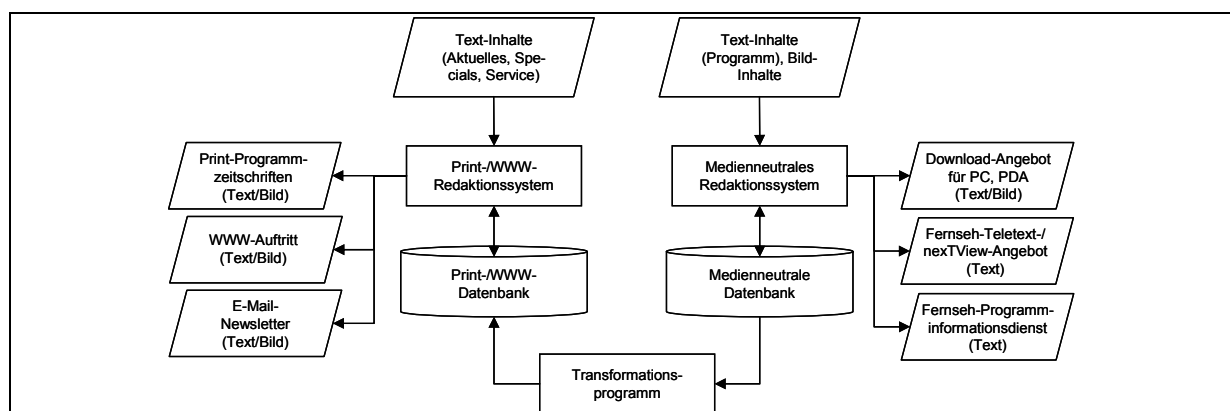 Text-Inhalte
(Aktuelles, Spe-
cials, Service)
Text-Inhalte
(Programm), Bild-
Inhalte
Print-Programm-
zeitschriften
(Text/Bild)
Print-/WWW-
Redaktionssystem
Medienneutrales
Redaktionssystem
Download-Angebot
für PC, PDA
(Text/Bild)
WWW-Auftritt
(Text/Bild)
Print-/WWW-
Datenbank
Medienneutrale
Datenbank
Fernseh-Teletext-/
nexTView-Angebot
(Text)
E-Mail-
Newsletter
(Text/Bild)
Fernseh-Programm-
informationsdienst
(Text)
Transformations-
programm